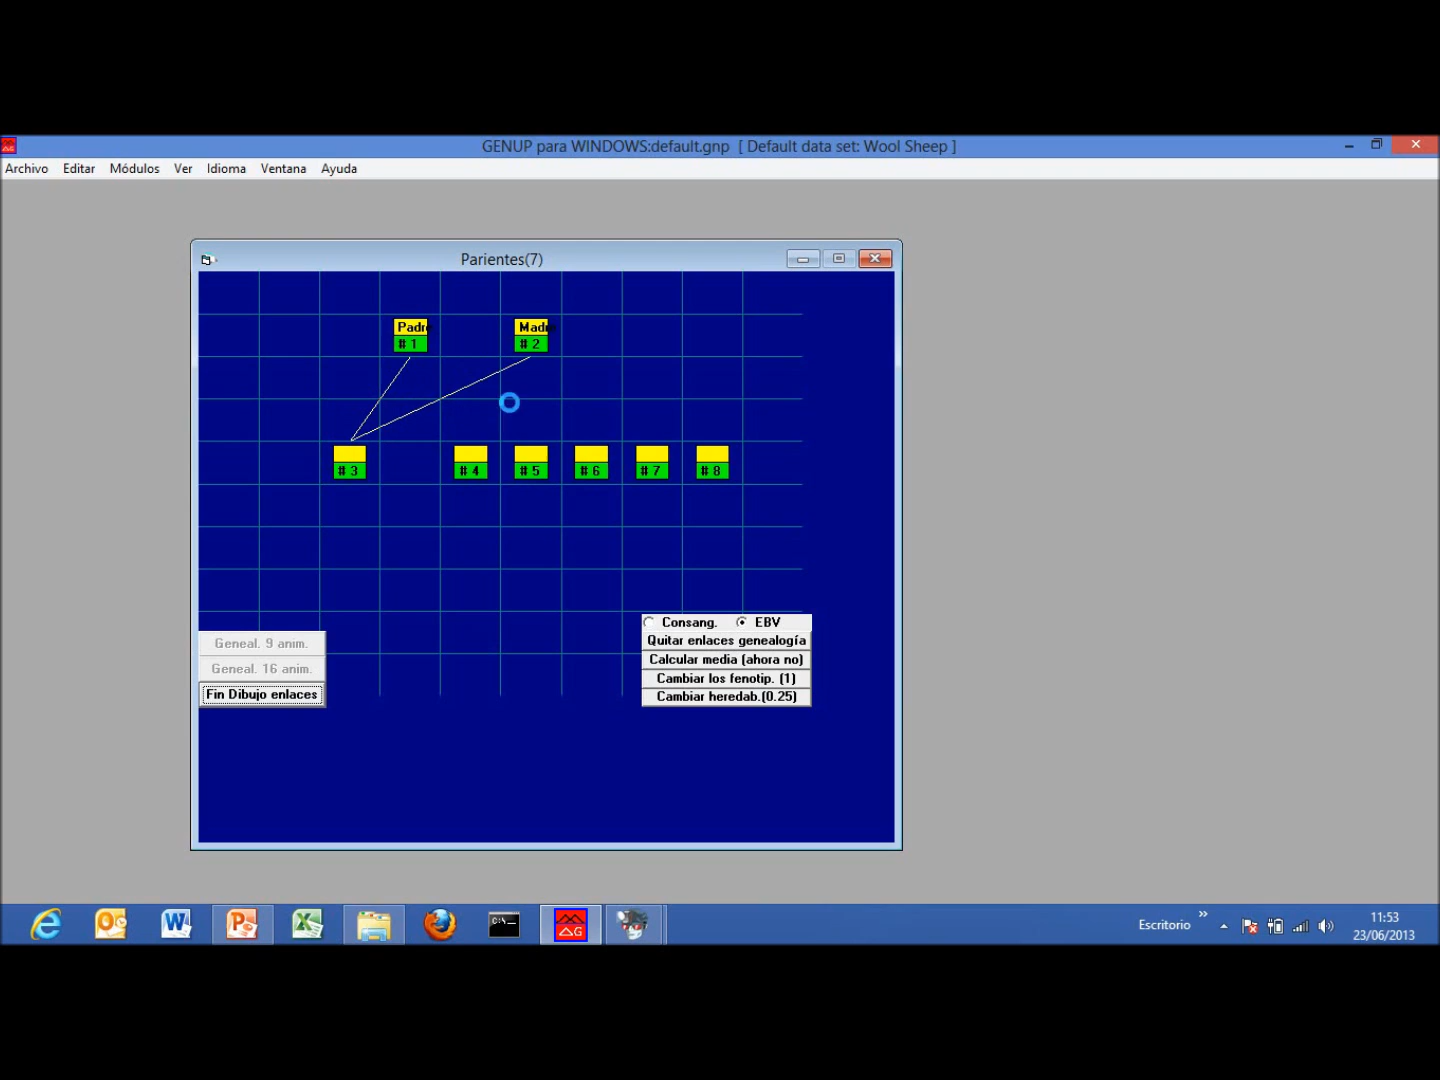 GENUP para WINDOWS:default.gnp [ Default data set: Wool Sheep ]
Archivo Editar Módulos Ver Idioma Ventana Ayuda
Parientes(7)
Padre Madre
# 1 # 2
# 3 # 4 # 5 # 6 # 7 # 8
Consang. EBV
Geneal. 9 anim.
Quitar enlaces genealogía
Calcular media (ahora no)
Geneal. 16 anim.
Cambiar los fenotip. (1)
Fin Dibujo enlaces
Cambiar heredab.(0.25)
Escritorio
11:53
23/06/2013